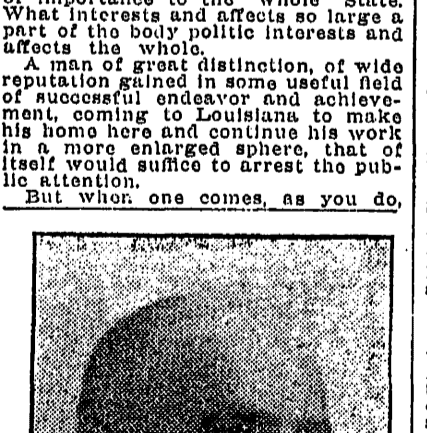 of importance to the whole State.
What interests and affects so large a
part of the body politic interests and
affects the whole.
A man of great distinction, of wide
reputation gained in some useful field
of successful endeavor and achieve-
ment, coming to Louisiana to make
his home here and continue his work
in a more enlarged sphere, that of
itself would suffice to arrest the pub-
lic attention.
But when one comes, as you do,